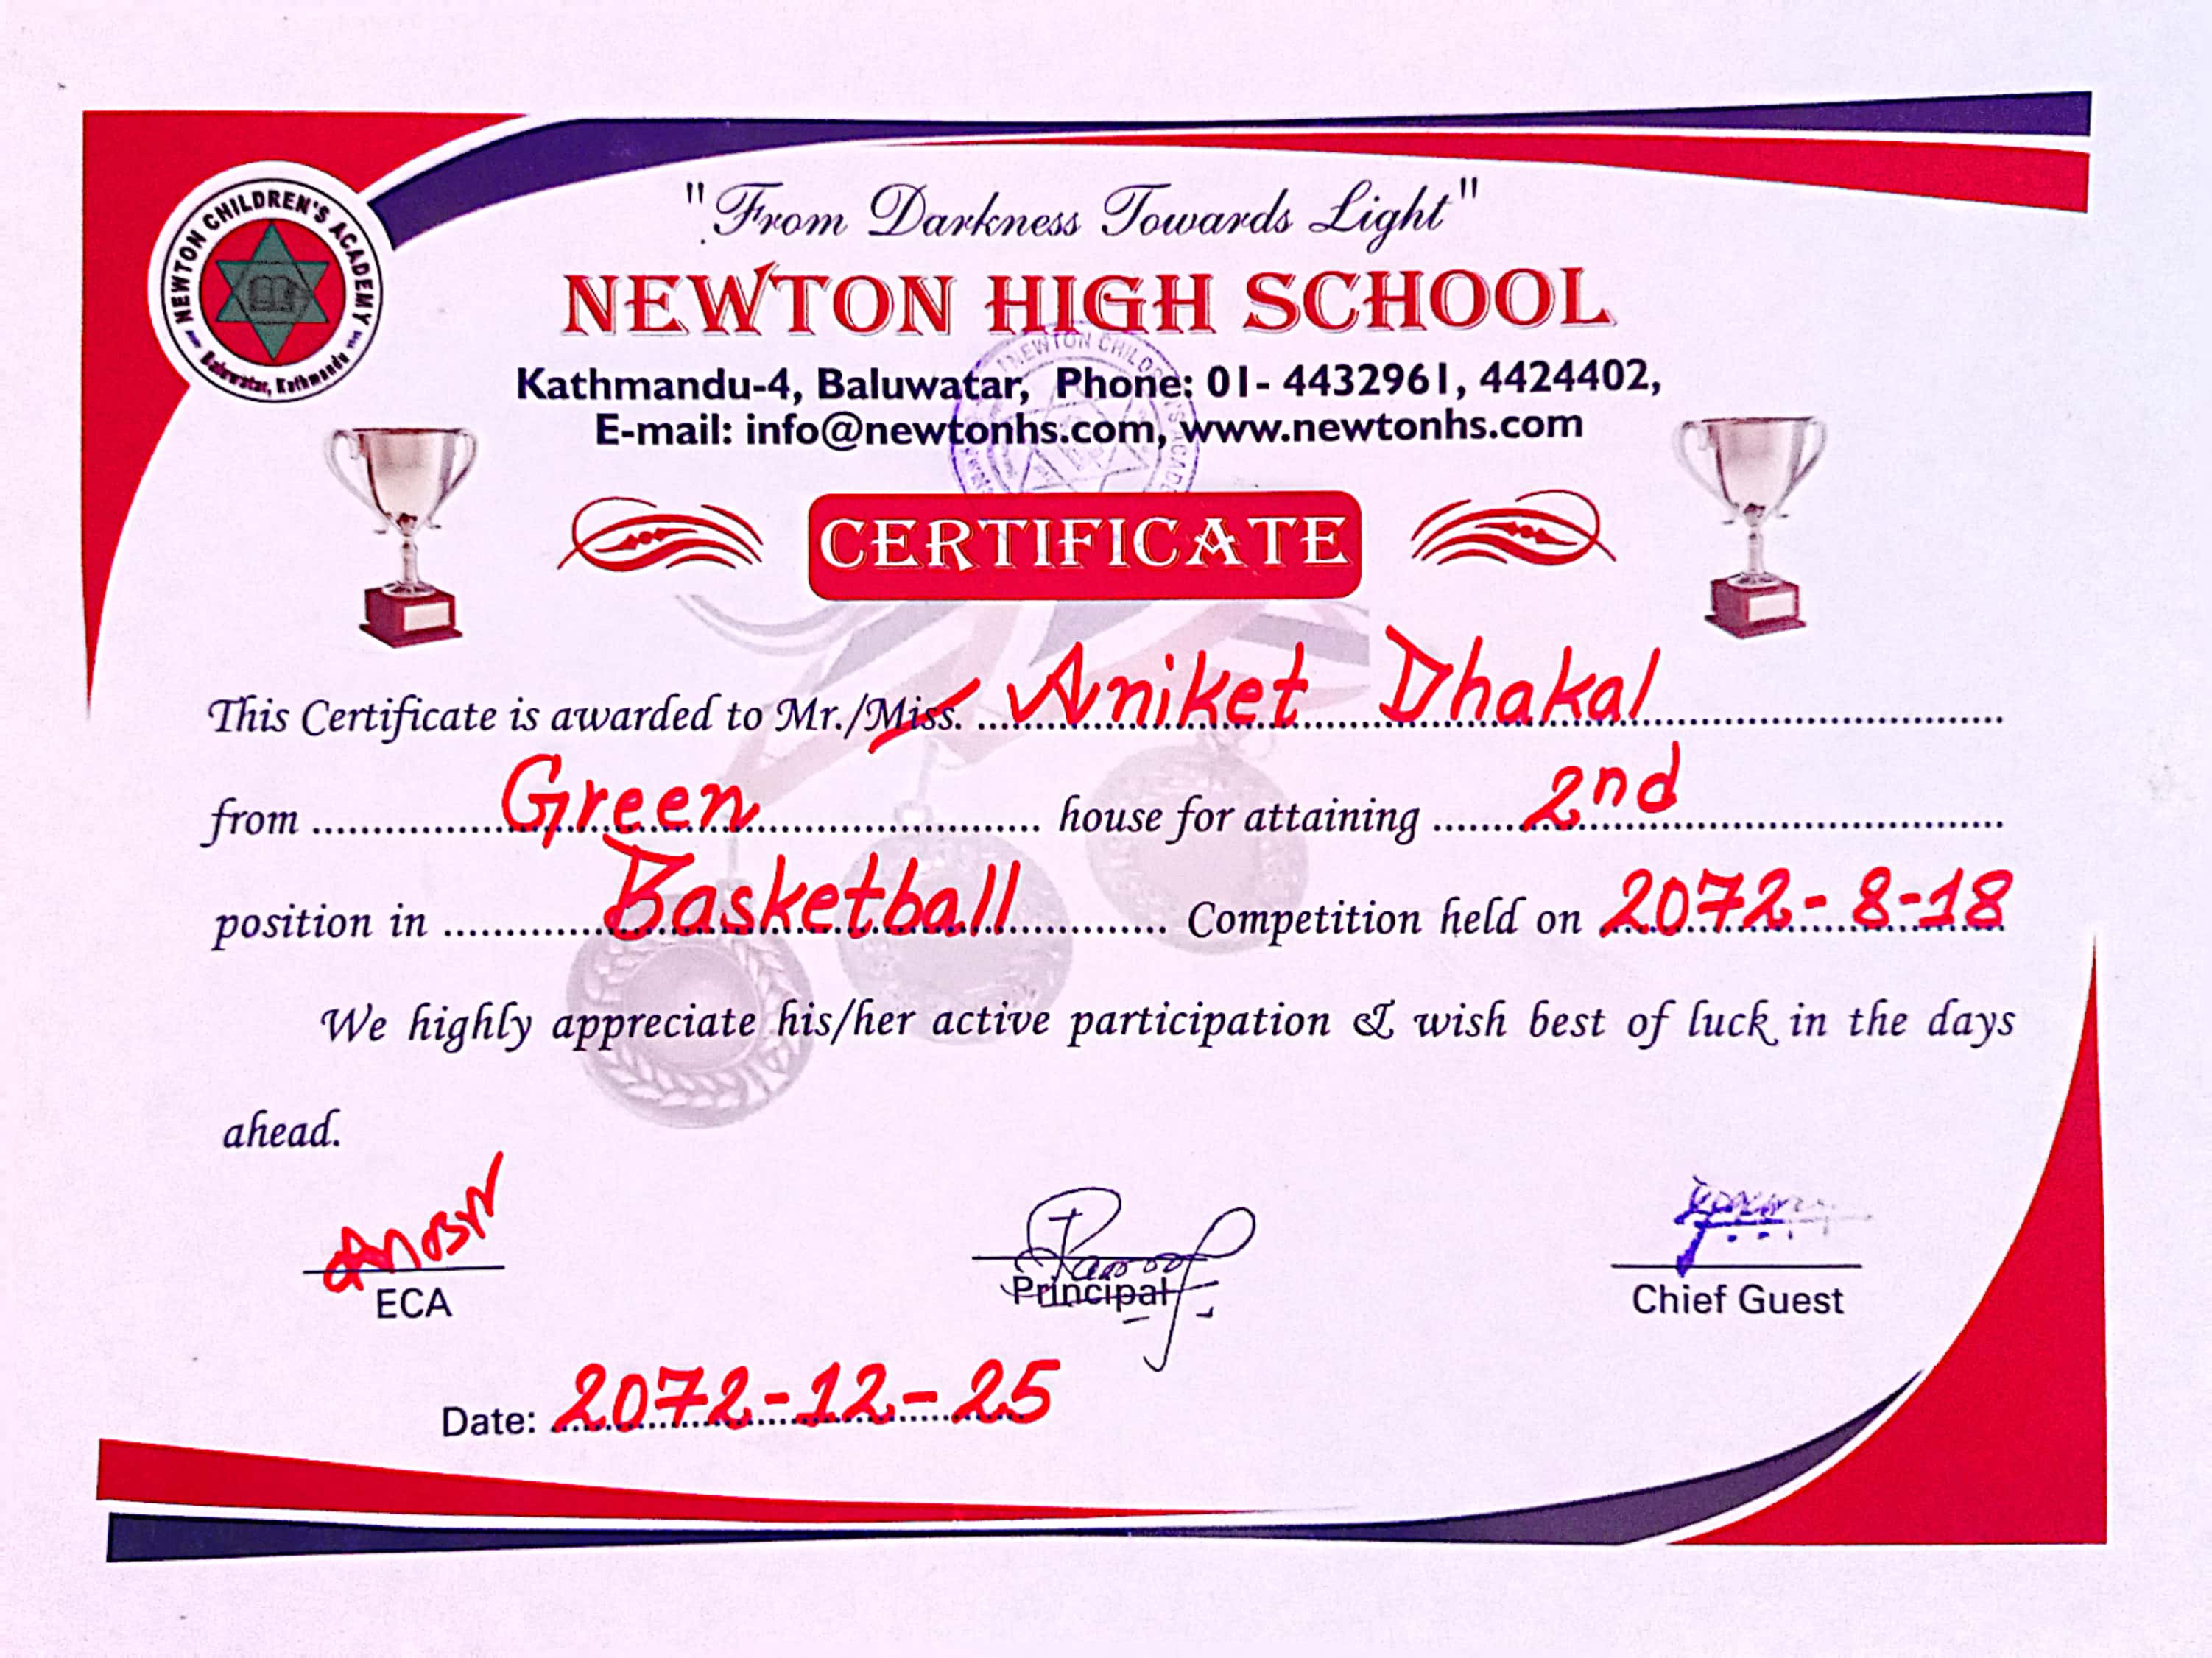 NEWTON CHILDREN'S ACADEMY
Baluwatar, Kathmandu
"From Darkness Towards Light"
NEWTON HIGH SCHOOL
Kathmandu-4, Baluwatar, Phone: 01- 4432961, 4424402,
E-mail: info@newtonhs.com, www.newtonhs.com
CERTIFICATE
This Certificate is awarded to Mr./Miss. Aniket Dhakal
from Green house for attaining 2nd
position in Basketball Competition held on 2072-8-18
We highly appreciate his/her active participation & wish best of luck in the days
ahead.
ECA
Principal
Chief Guest
Date: 2072-12-25